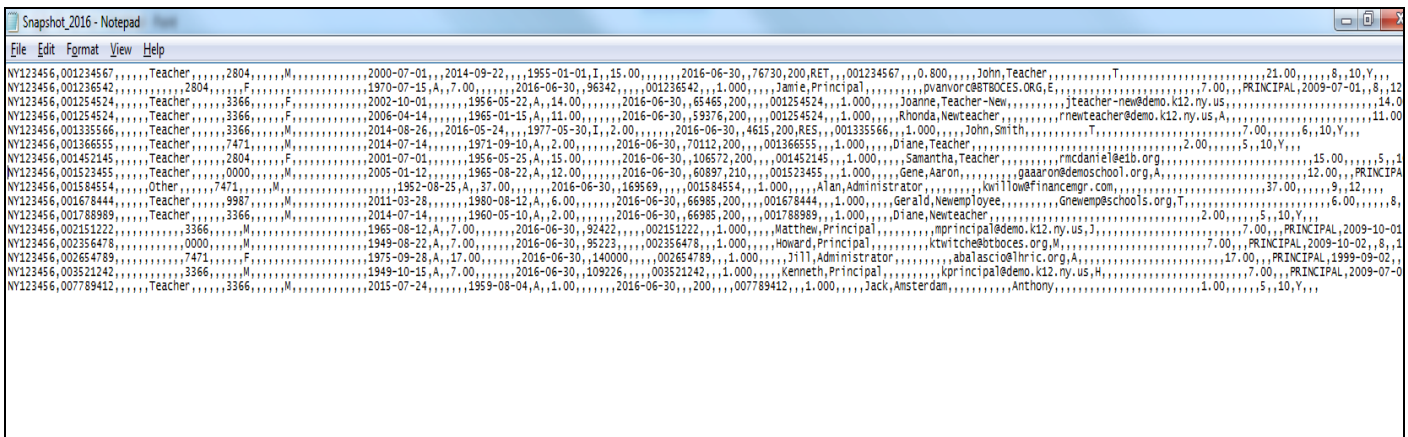 Snapshot_2016 - Notepad
File Edit Format View Help
NY123456,001234567,,,,,,Teacher,,,,,,2804,,,,,,M,,,,,,,,,,,,,2000-07-01,,,2014-09-22,,,,1955-01-01,I,,15.00,,,,,,,2016-06-30,,76730,200,RET,,,001234567,,,0.800,,,,,John,Teacher,,,,,,,,,,,T,,,,,,,,,,,,,,,,,,,,,,,,21.00,,,,,,8,,10,Y,,,
NY123456,001236542,,,,,,,,,,,,2804,,,,,,F,,,,,,,,,,,,,,,,,,,,1970-07-15,A,,7.00,,,,,,,2016-06-30,,96342,,,,001236542,,,1.000,,,,,Jamie,Principal,,,,,,,,,,pvanvorc@BTBOCES.ORG,E,,,,,,,,,,,,,,,,,,,,,,,7.00,,,PRINCIPAL,2009-07-01,,8,,12
NY123456,001254524,,,,,,Teacher,,,,,,3366,,,,,,F,,,,,,,,,,,,,2002-10-01,,,,,,,1956-05-22,A,,14.00,,,,,,,2016-06-30,,65465,200,,,,001254524,,,1.000,,,,,Joanne,Teacher-New,,,,,,,,,,jteacher-new@demo.k12.ny.us,,,,,,,,,,,,,,,,,,,,,,,,14.0
NY123456,001254524,,,,,,Teacher,,,,,,3366,,,,,,F,,,,,,,,,,,,,2006-04-14,,,,,,,1965-01-15,A,,11.00,,,,,,,2016-06-30,,59376,200,,,,001254524,,,1.000,,,,,Rhonda,Newteacher,,,,,,,,,,rnewteacher@demo.k12.ny.us,A,,,,,,,,,,,,,,,,,,,,,,,11.00
NY123456,001335566,,,,,,Teacher,,,,,,3366,,,,,,M,,,,,,,,,,,,,2014-08-26,,,2016-05-24,,,,1977-05-30,I,,2.00,,,,,,,2016-06-30,,4615,200,RES,,,001335566,,,1.000,,,,,John,Smith,,,,,,,,,,,T,,,,,,,,,,,,,,,,,,,,,,,,7.00,,,,,,6,,10,Y,,,
NY123456,001366555,,,,,,Teacher,,,,,,7471,,,,,,M,,,,,,,,,,,,,2014-07-14,,,,,,,1971-09-10,A,,2.00,,,,,,,2016-06-30,,70112,200,,,,001366555,,,1.000,,,,,Diane,Teacher,,,,,,,,,,,,,,,,,,,,,,,,,,,,,,,,,,,2.00,,,,,,5,,10,Y,,,
NY123456,001452145,,,,,,Teacher,,,,,,2804,,,,,,F,,,,,,,,,,,,,2001-07-01,,,,,,,1956-05-25,A,,15.00,,,,,,,2016-06-30,,106572,200,,,,001452145,,,1.000,,,,,Samantha,Teacher,,,,,,,,,,rmcdaniel@e1b.org,,,,,,,,,,,,,,,,,,,,,,,,15.00,,,,,,5,,1
NY123456,001523455,,,,,,Teacher,,,,,,0000,,,,,,M,,,,,,,,,,,,,2005-01-12,,,,,,,1965-08-22,A,,12.00,,,,,,,2016-06-30,,60897,210,,,,001523455,,,1.000,,,,,Gene,Aaron,,,,,,,,,,gaaaron@demoschool.org,A,,,,,,,,,,,,,,,,,,,,,,,12.00,,,PRINCIPA
NY123456,001584554,,,,,,Other,,,,,,7471,,,,,,M,,,,,,,,,,,,,,,,,,,,1952-08-25,A,,37.00,,,,,,,2016-06-30,,169569,,,,001584554,,,1.000,,,,,Alan,Administrator,,,,,,,,,,kwillow@financemgr.com,,,,,,,,,,,,,,,,,,,,,,,,37.00,,,,,,9,,12,,,,
NY123456,001678444,,,,,,Teacher,,,,,,9987,,,,,,M,,,,,,,,,,,,,2011-03-28,,,,,,,1980-08-12,A,,6.00,,,,,,,2016-06-30,,66985,200,,,,001678444,,,1.000,,,,,Gerald,Newemployee,,,,,,,,,,Gnewemp@schools.org,T,,,,,,,,,,,,,,,,,,,,,,,6.00,,,,,,8,
NY123456,001788989,,,,,,Teacher,,,,,,3366,,,,,,M,,,,,,,,,,,,,2014-07-14,,,,,,,1960-05-10,A,,2.00,,,,,,,2016-06-30,,66985,200,,,,001788989,,,1.000,,,,,Diane,Newteacher,,,,,,,,,,,,,,,,,,,,,,,,,,,,,,,,,,,2.00,,,,,,5,,10,Y,,,
NY123456,002151222,,,,,,,,,,,,3366,,,,,,M,,,,,,,,,,,,,,,,,,,,1965-08-12,A,,7.00,,,,,,,2016-06-30,,92422,,,,002151222,,,1.000,,,,,Matthew,Principal,,,,,,,,,,mprincipal@demo.k12.ny.us,J,,,,,,,,,,,,,,,,,,,,,,,7.00,,,PRINCIPAL,2009-10-01
NY123456,002356478,,,,,,,,,,,,0000,,,,,,M,,,,,,,,,,,,,,,,,,,,1949-08-22,A,,7.00,,,,,,,2016-06-30,,95223,,,,002356478,,,1.000,,,,,Howard,Principal,,,,,,,,,,ktwitche@btboces.org,M,,,,,,,,,,,,,,,,,,,,,,,7.00,,,PRINCIPAL,2009-10-02,,8,,1
NY123456,002654789,,,,,,,,,,,,7471,,,,,,F,,,,,,,,,,,,,,,,,,,,1975-09-28,A,,17.00,,,,,,,2016-06-30,,140000,,,,002654789,,,1.000,,,,,Jill,Administrator,,,,,,,,,,abalascio@lhric.org,A,,,,,,,,,,,,,,,,,,,,,,,17.00,,,PRINCIPAL,1999-09-02,,
NY123456,003521242,,,,,,,,,,,,3366,,,,,,M,,,,,,,,,,,,,,,,,,,,1949-10-15,A,,7.00,,,,,,,2016-06-30,,109226,,,,003521242,,,1.000,,,,,Kenneth,Principal,,,,,,,,,,kprincipal@demo.k12.ny.us,H,,,,,,,,,,,,,,,,,,,,,,,7.00,,,PRINCIPAL,2009-07-0
NY123456,007789412,,,,,,Teacher,,,,,,3366,,,,,,M,,,,,,,,,,,,,2015-07-24,,,,,,,1959-08-04,A,,1.00,,,,,,,2016-06-30,,,200,,,,007789412,,,1.000,,,,,Jack,Amsterdam,,,,,,,,,,,Anthony,,,,,,,,,,,,,,,,,,,,,,,,1.00,,,,,,5,,10,Y,,,